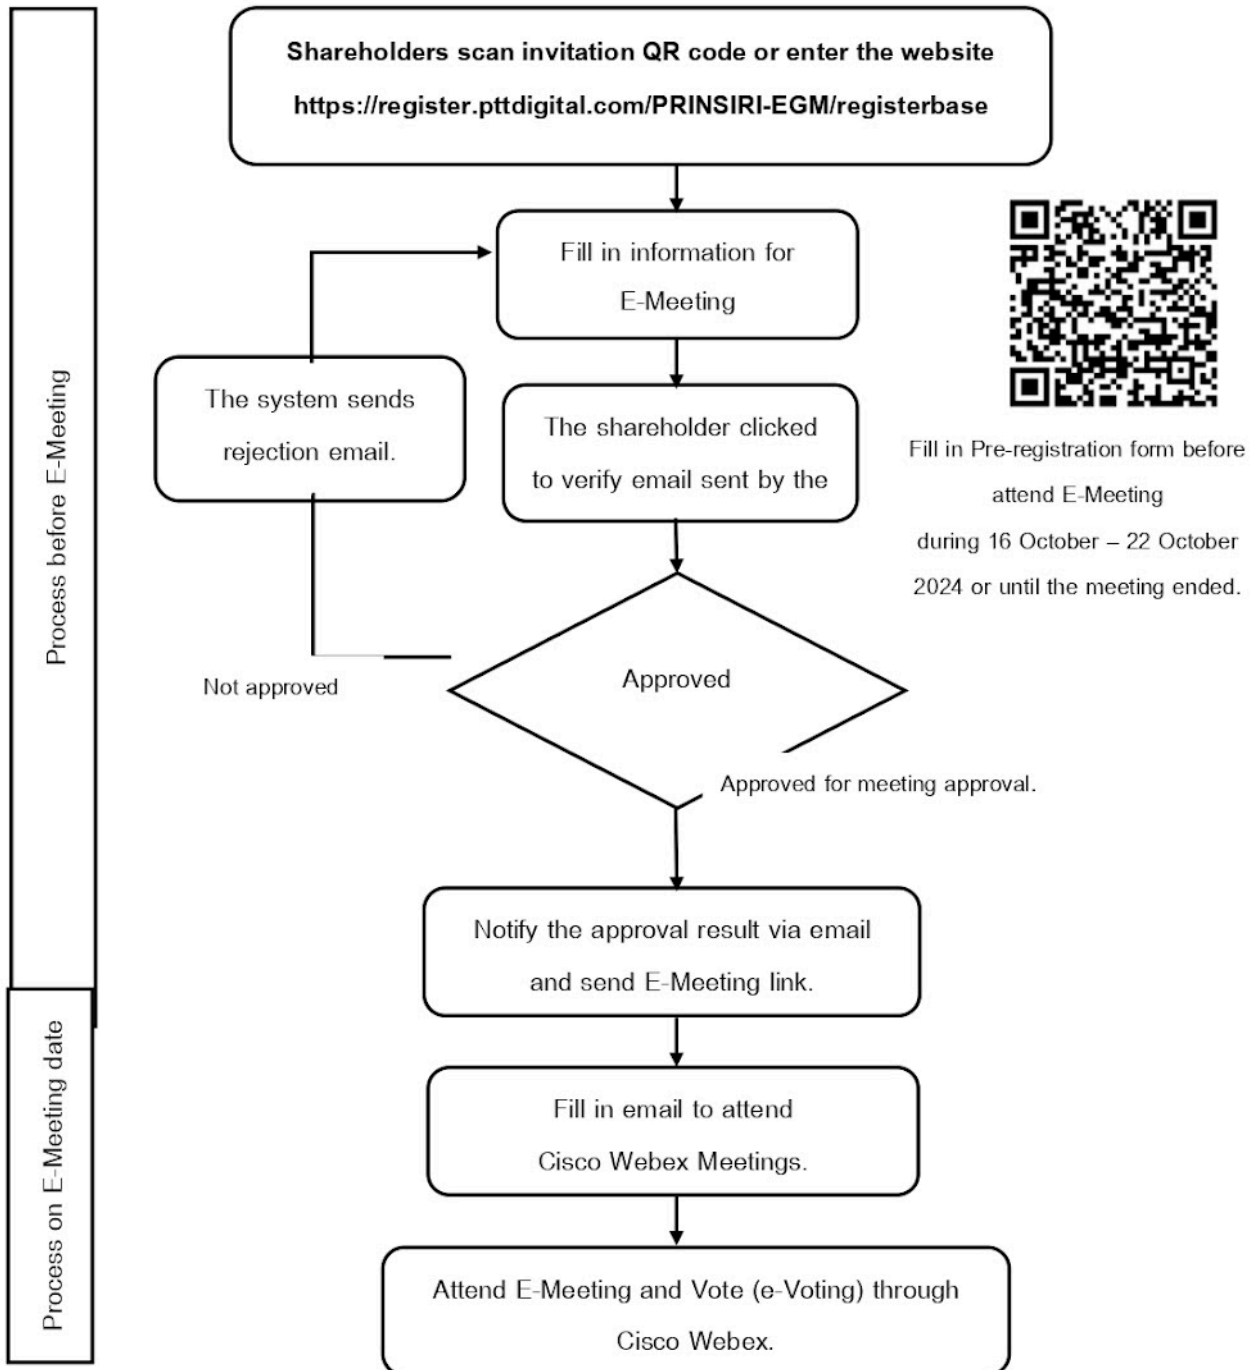 Shareholders scan invitation QR code or enter the website
https://register.pttdigital.com/PRINSIRI-EGM/registerbase
Fill in information for
E-Meeting
The system sends
rejection email.
The shareholder clicked
to verify email sent by the
Fill in Pre-registration form before
attend E-Meeting
during 16 October – 22 October
2024 or until the meeting ended.
Process before E-Meeting
Approved
Not approved
Approved for meeting approval.
Notify the approval result via email
and send E-Meeting link.
Process on E-Meeting date
Fill in email to attend
Cisco Webex Meetings.
Attend E-Meeting and Vote (e-Voting) through
Cisco Webex.